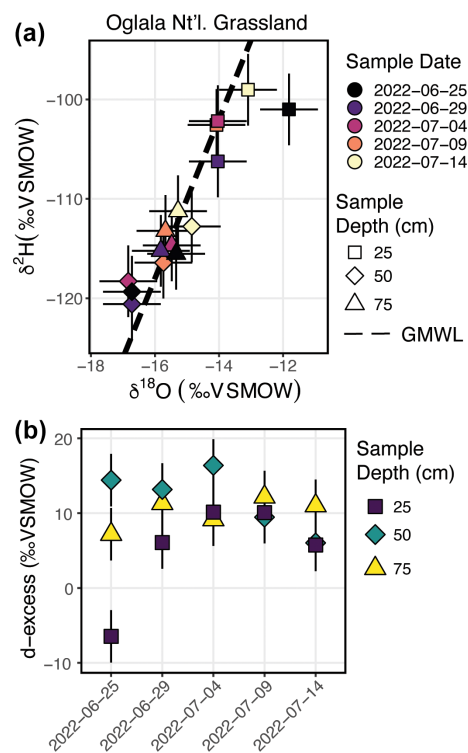 (a)
Oglala Nt'l. Grassland
δ²H( ‰VSMOW)
−100
−110
−120
−18
−16
−14
−12
δ¹⁸O ( ‰VSMOW)
Sample Date
2022−06−25
2022−06−29
2022−07−04
2022−07−09
2022−07−14
Sample
Depth (cm)
25
50
75
GMWL
(b)
d−excess (‰VSMOW)
20
10
0
−10
2022−06−25
2022−06−29
2022−07−04
2022−07−09
2022−07−14
Sample
Depth (cm)
25
50
75